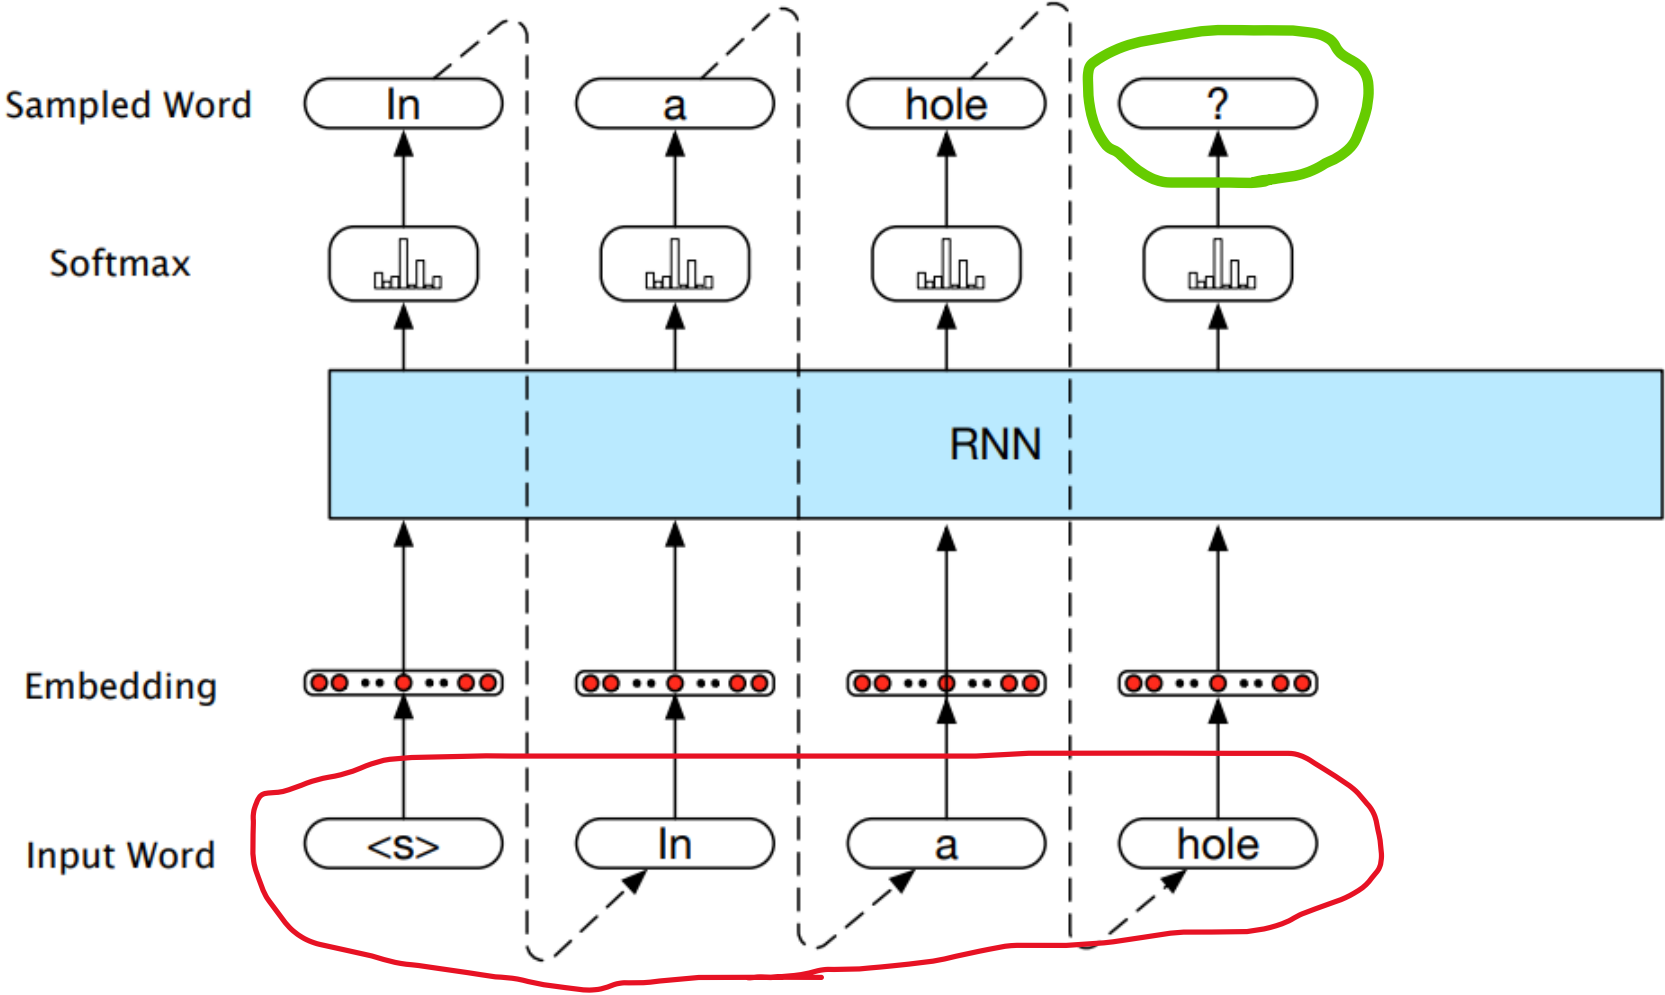 Sampled Word In a hole ?
Softmax
RNN
Embedding
Input Word <s> In a hole